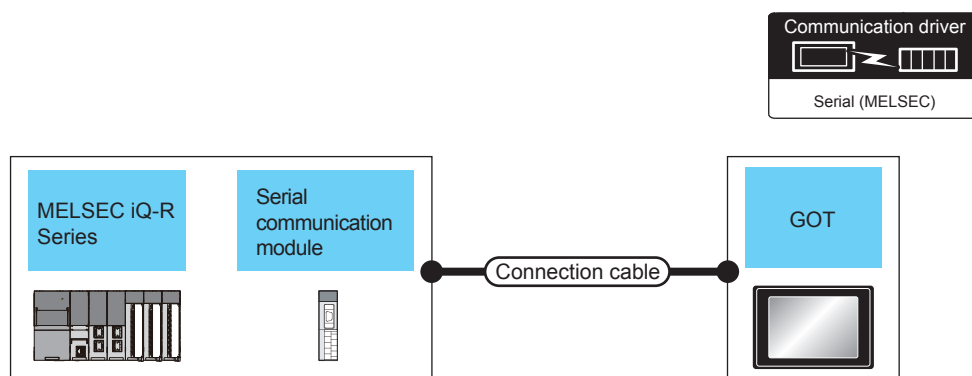 Communication driver
Serial (MELSEC)
MELSEC iQ-R
Series
Serial
communication
module
Connection cable
GOT